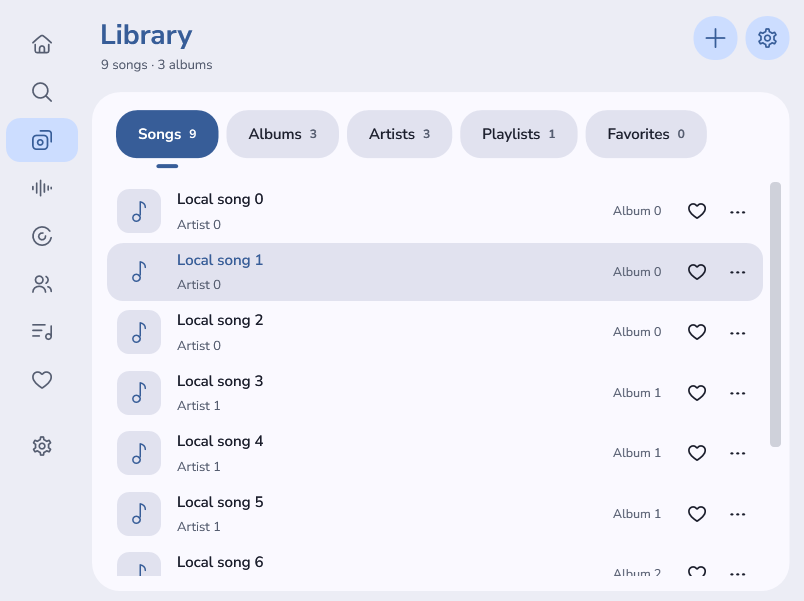 Library
9 songs · 3 albums
Songs 9 Albums 3 Artists 3 Playlists 1 Favorites 0
Local song 0
Artist 0
Album 0
Local song 1
Artist 0
Album 0
Local song 2
Artist 0
Album 0
Local song 3
Artist 1
Album 1
Local song 4
Artist 1
Album 1
Local song 5
Artist 1
Album 1
Local song 6
Album 2